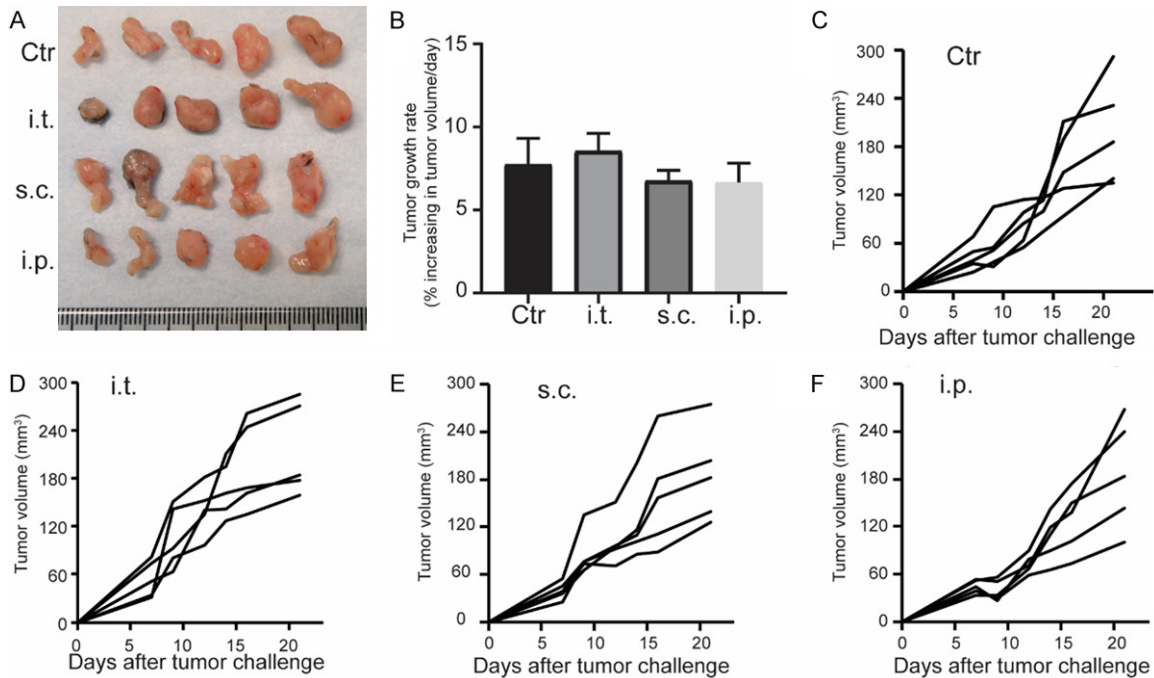 A
Ctr
i.t.
s.c.
i.p.
B
Tumor growth rate
(% increasing in tumor volume/day)
15
10
5
0
Ctr i.t. s.c. i.p.
C
Ctr
Tumor volume (mm³)
300
240
180
120
60
0
0 5 10 15 20
Days after tumor challenge
D
i.t.
Tumor volume (mm³)
300
240
180
120
60
0
0 5 10 15 20
Days after tumor challenge
E
s.c.
Tumor volume (mm³)
300
240
180
120
60
0
0 5 10 15 20
Days after tumor challenge
F
i.p.
Tumor volume (mm³)
300
240
180
120
60
0
0 5 10 15 20
Days after tumor challenge